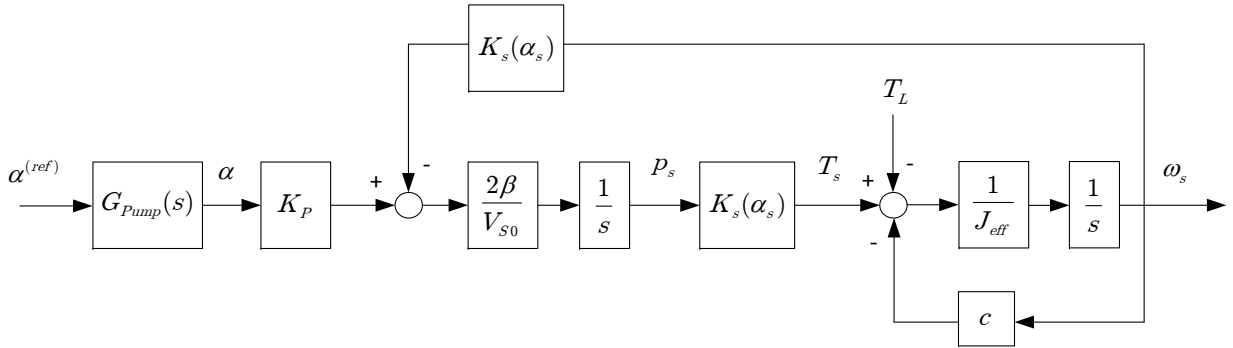 K_s(α_s)
T_L
α^(ref)
G_Pump(s)
α
K_P
+
-
2β
V_S0
1
s
p_s
K_s(α_s)
T_s
+
-
-
1
J_eff
1
s
ω_s
c